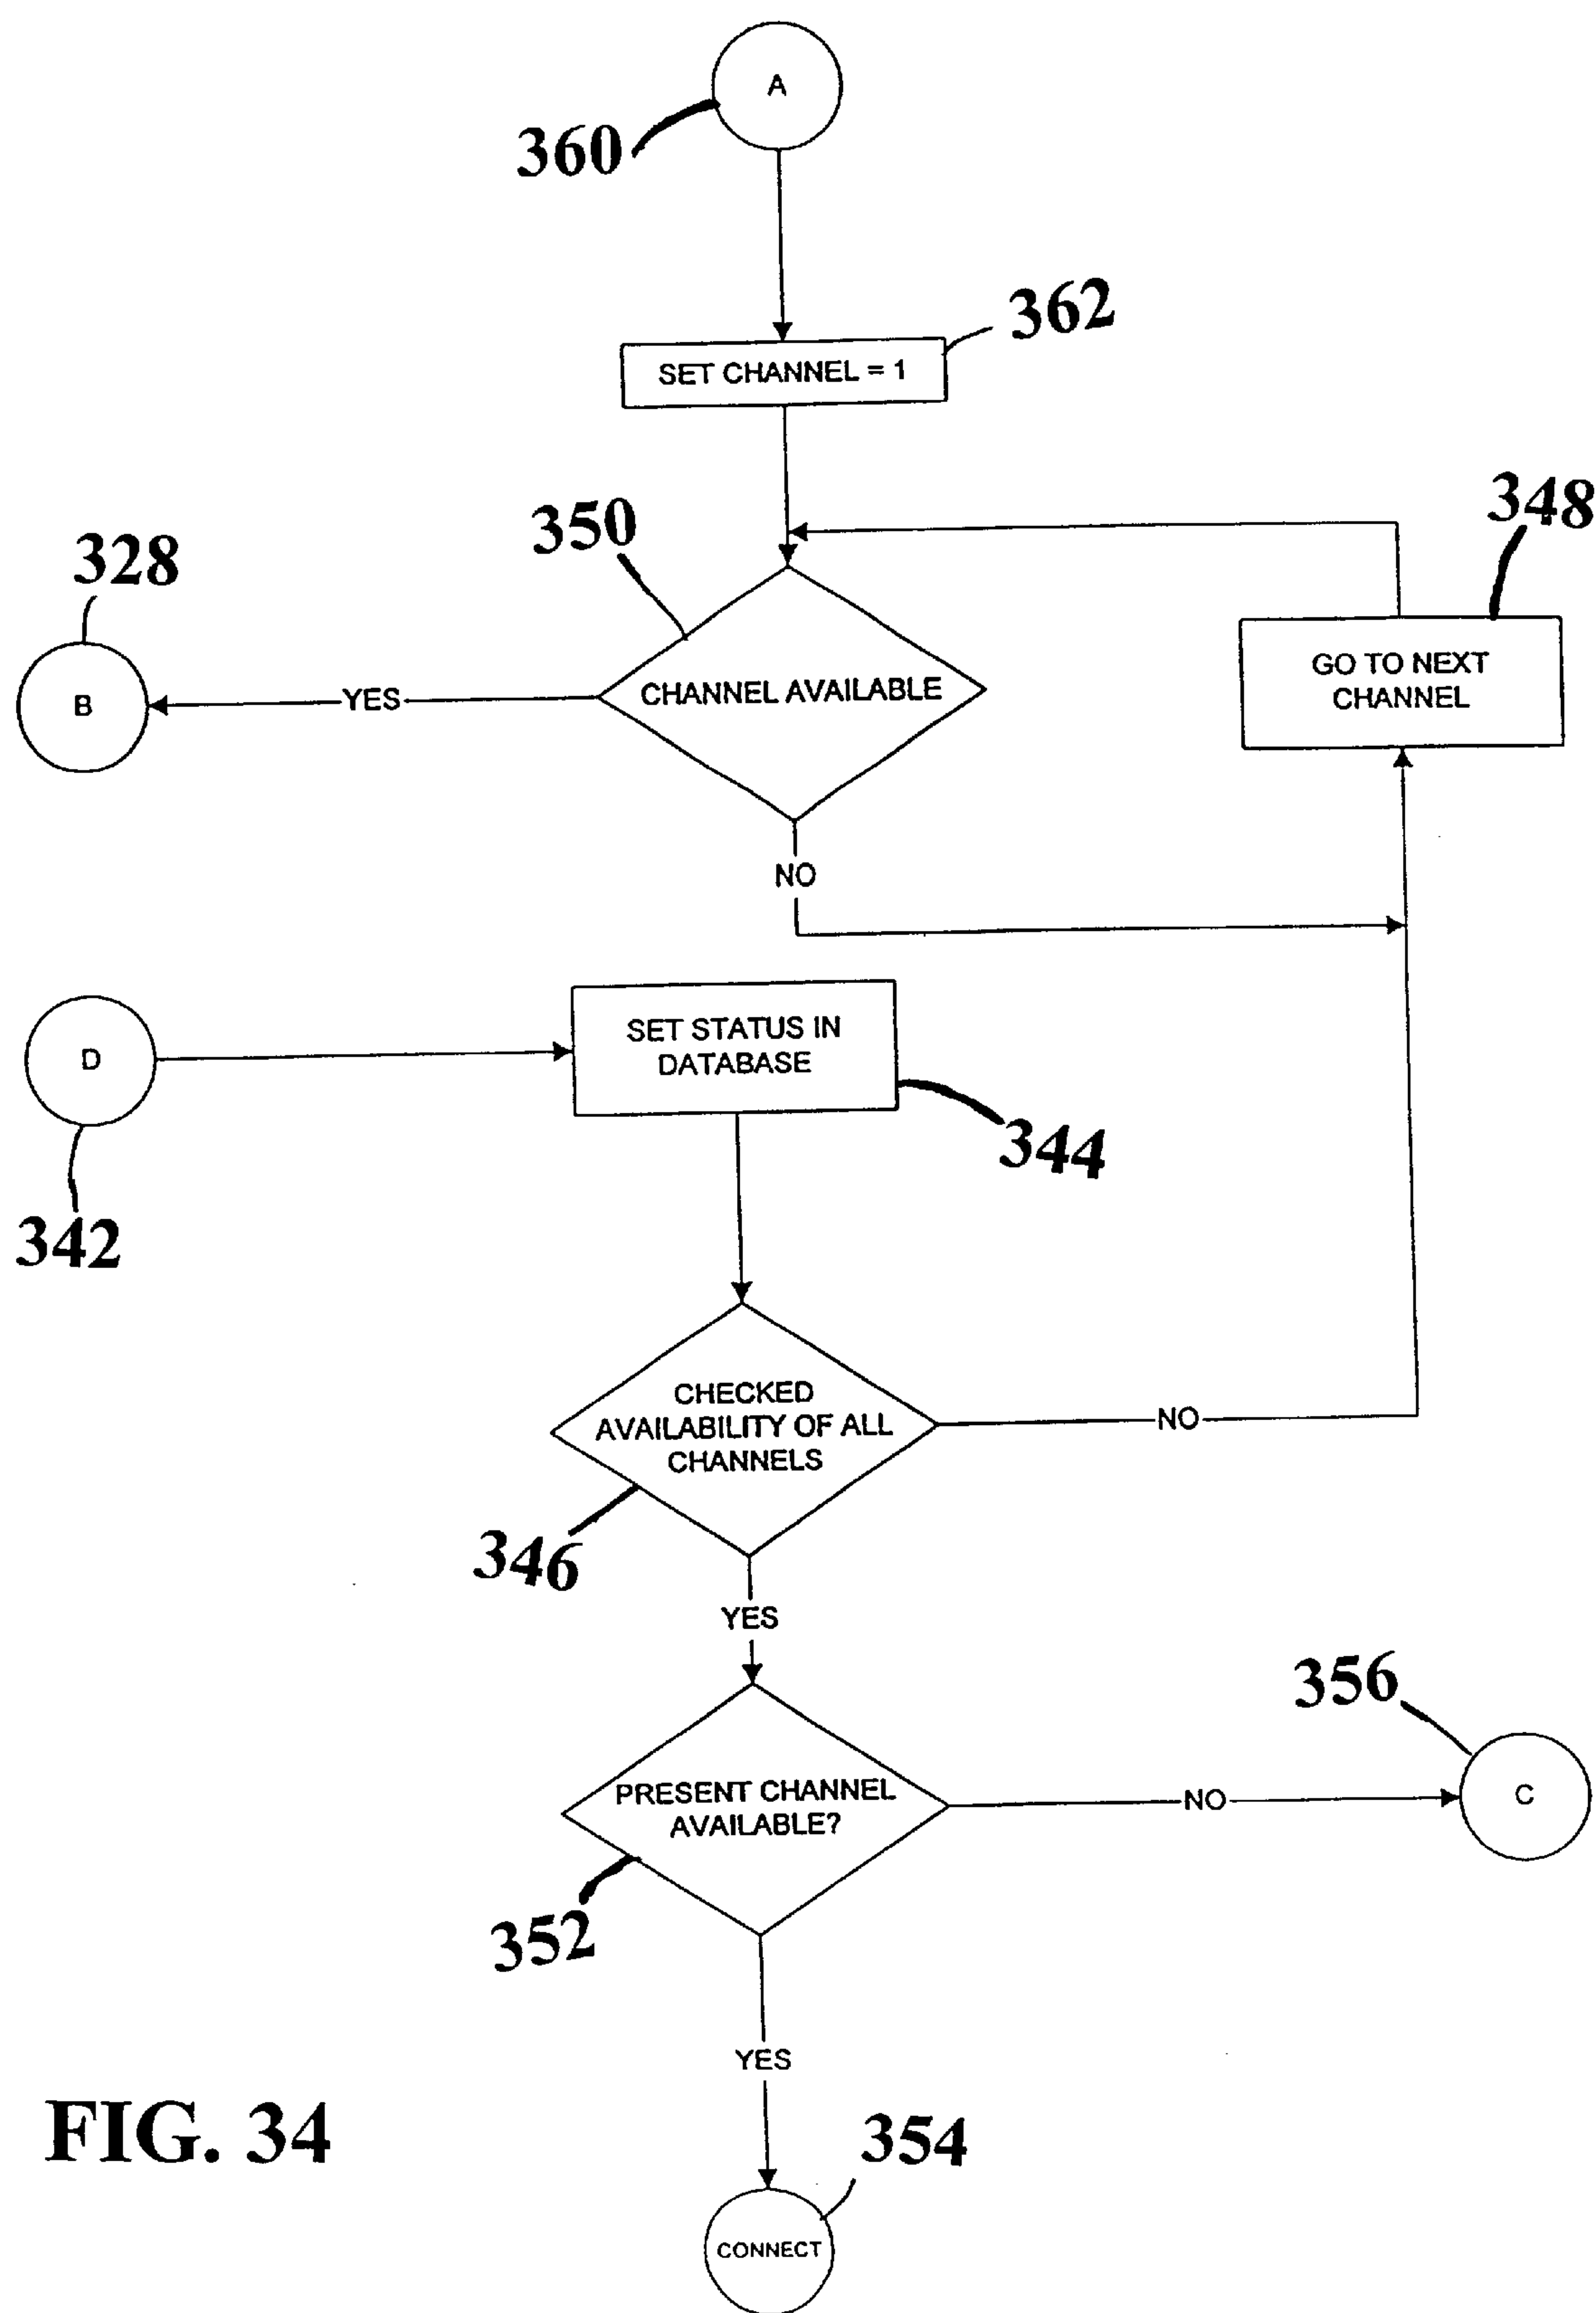 A
360
362
SET CHANNEL = 1
348
350
328
GO TO NEXT
CHANNEL
CHANNEL AVAILABLE
YES
B
NO
SET STATUS IN
DATABASE
D
344
342
CHECKED
AVAILABILITY OF ALL
CHANNELS
NO
346
YES
356
PRESENT CHANNEL
AVAILABLE?
NO
C
352
YES
FIG. 34
354
CONNECT